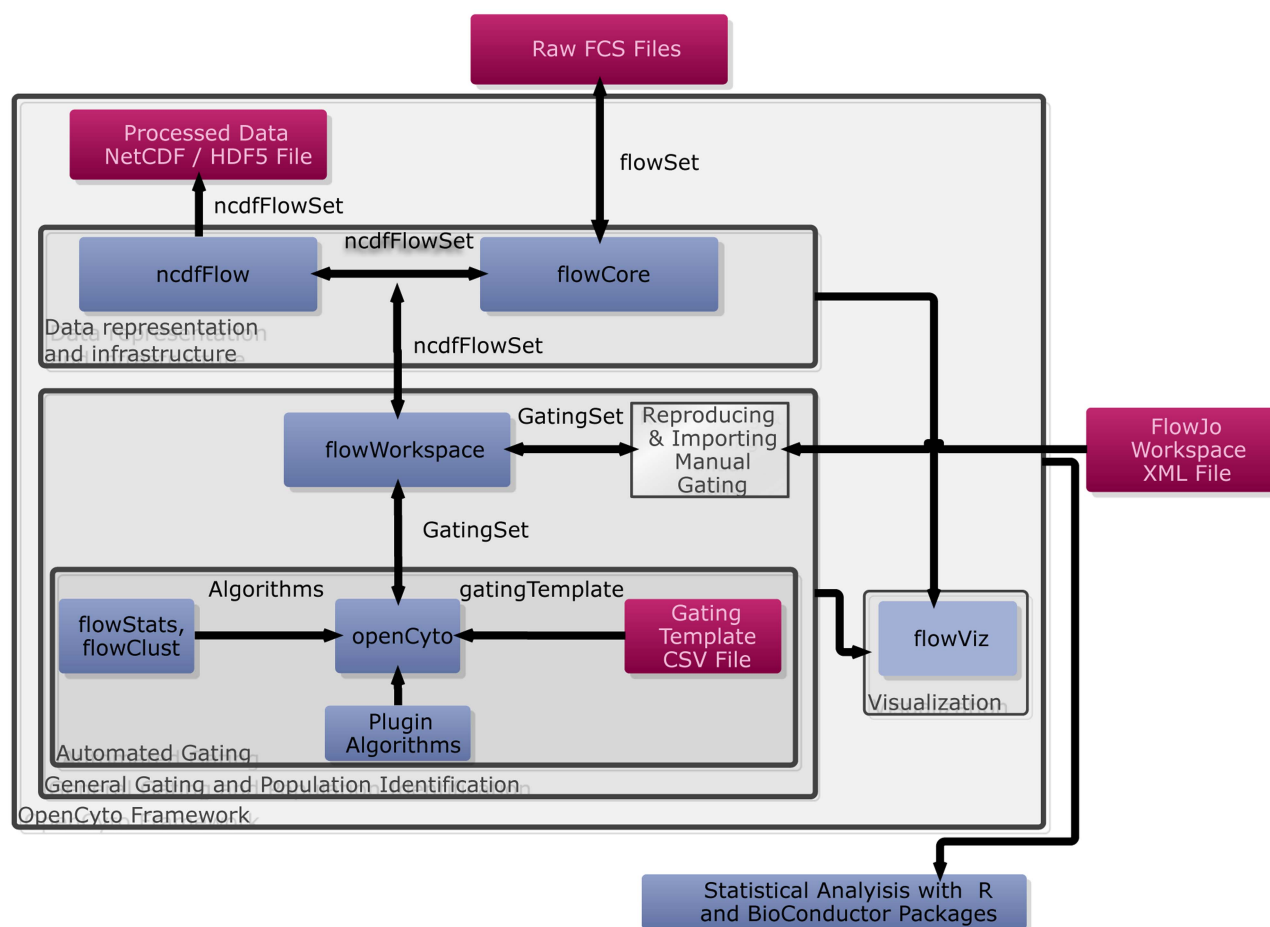 Raw FCS Files
Processed Data
NetCDF / HDF5 File
flowSet
ncdfFlowSet
ncdfFlowSet
ncdfFlow
flowCore
Data representation
and infrastructure
ncdfFlowSet
GatingSet
Reproducing
& Importing
Manual
Gating
flowWorkspace
FlowJo
Workspace
XML File
GatingSet
Algorithms
gatingTemplate
flowStats,
flowClust
openCyto
Gating
Template
CSV File
flowViz
Visualization
Plugin
Algorithms
Automated Gating
General Gating and Population Identification
OpenCyto Framework
Statistical Analyisis with R
and BioConductor Packages